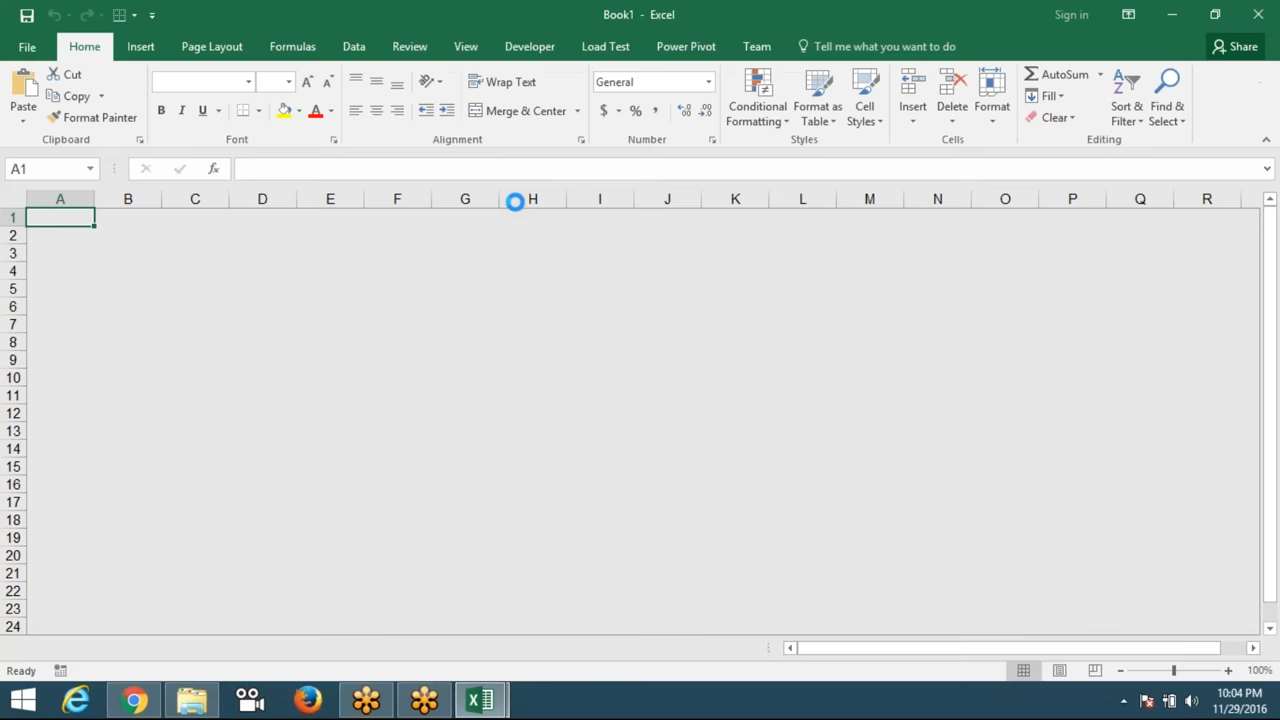 Book1 - Excel
Sign in
File Home Insert Page Layout Formulas Data Review View Developer Load Test Power Pivot Team Tell me what you want to do Share
Paste
Cut
Copy
Format Painter
Clipboard
B I U A
Font
Wrap Text
Merge & Center
Alignment
General
$ % ,
Number
Conditional Formatting
Format as Table
Cell Styles
Styles
Insert
Delete
Format
Cells
AutoSum
Fill
Clear
Sort & Filter
Find & Select
Editing
A1
fx
A B C D E F G H I J K L M N O P Q R
1
2
3
4
5
6
7
8
9
10
11
12
13
14
15
16
17
18
19
20
21
22
23
24
Ready
100%
10:04 PM
11/29/2016